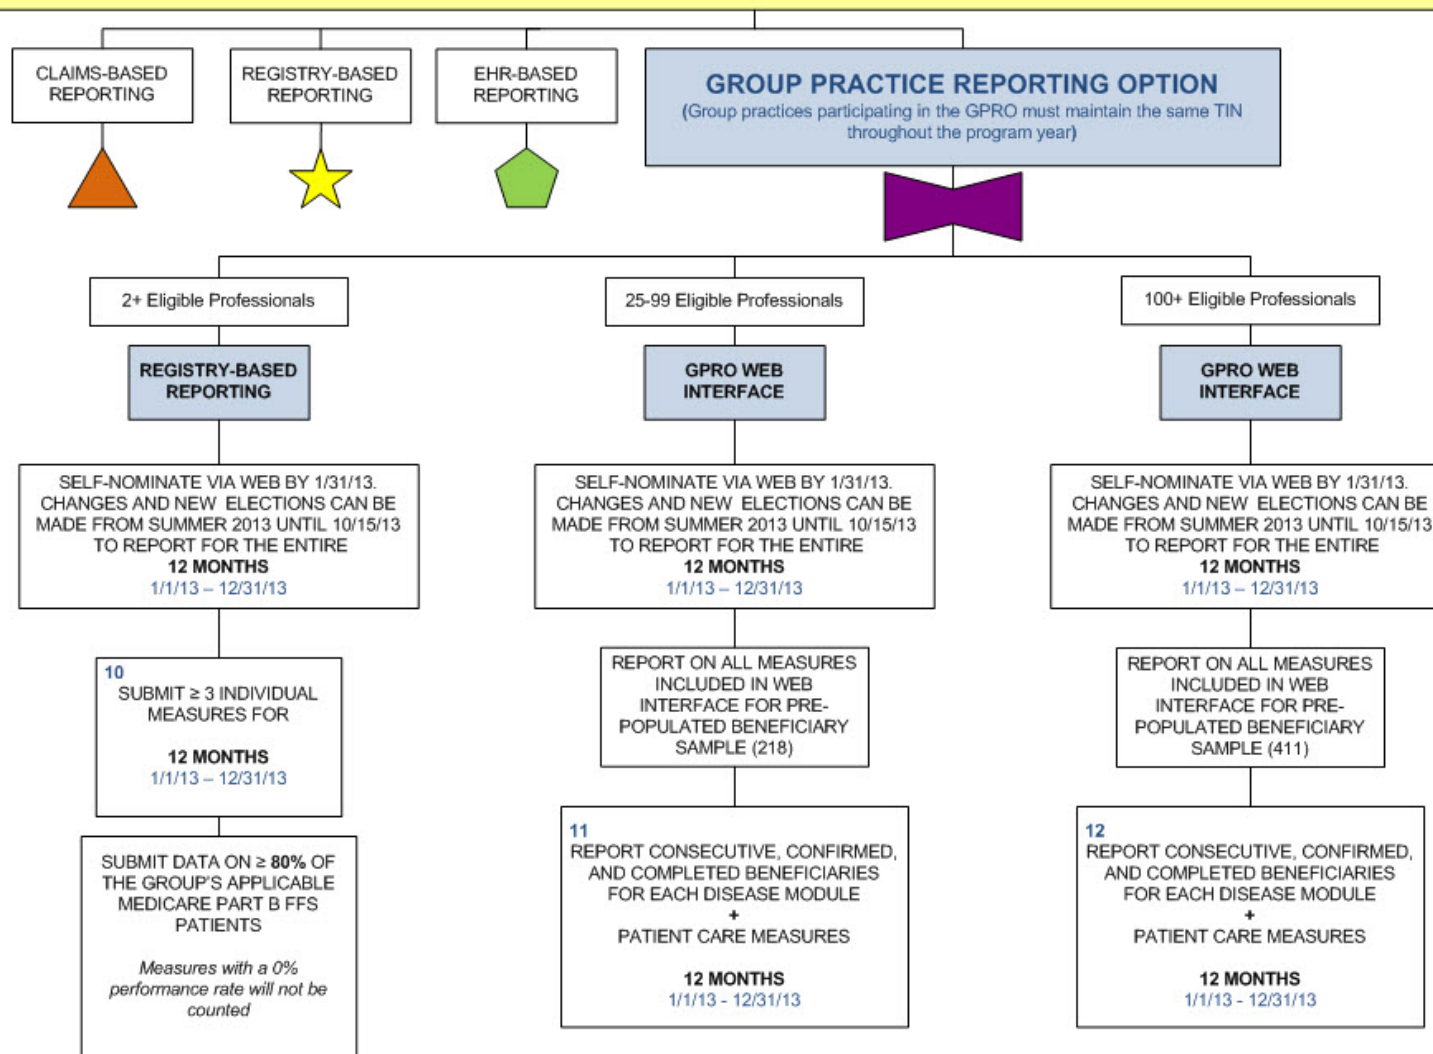 CLAIMS-BASED
REPORTING
REGISTRY-BASED
REPORTING
EHR-BASED
REPORTING
GROUP PRACTICE REPORTING OPTION
(Group practices participating in the GPRO must maintain the same TIN
throughout the program year)
2+ Eligible Professionals
REGISTRY-BASED
REPORTING
SELF-NOMINATE VIA WEB BY 1/31/13.
CHANGES AND NEW ELECTIONS CAN BE
MADE FROM SUMMER 2013 UNTIL 10/15/13
TO REPORT FOR THE ENTIRE
12 MONTHS
1/1/13 – 12/31/13
10
SUBMIT ≥ 3 INDIVIDUAL
MEASURES FOR
12 MONTHS
1/1/13 – 12/31/13
SUBMIT DATA ON ≥ 80% OF
THE GROUP'S APPLICABLE
MEDICARE PART B FFS
PATIENTS
Measures with a 0%
performance rate will not be
counted
25-99 Eligible Professionals
GPRO WEB
INTERFACE
SELF-NOMINATE VIA WEB BY 1/31/13.
CHANGES AND NEW ELECTIONS CAN BE
MADE FROM SUMMER 2013 UNTIL 10/15/13
TO REPORT FOR THE ENTIRE
12 MONTHS
1/1/13 – 12/31/13
REPORT ON ALL MEASURES
INCLUDED IN WEB
INTERFACE FOR PRE-
POPULATED BENEFICIARY
SAMPLE (218)
11
REPORT CONSECUTIVE, CONFIRMED,
AND COMPLETED BENEFICIARIES
FOR EACH DISEASE MODULE
+
PATIENT CARE MEASURES
12 MONTHS
1/1/13 - 12/31/13
100+ Eligible Professionals
GPRO WEB
INTERFACE
SELF-NOMINATE VIA WEB BY 1/31/13.
CHANGES AND NEW ELECTIONS CAN BE
MADE FROM SUMMER 2013 UNTIL 10/15/13
TO REPORT FOR THE ENTIRE
12 MONTHS
1/1/13 – 12/31/13
REPORT ON ALL MEASURES
INCLUDED IN WEB
INTERFACE FOR PRE-
POPULATED BENEFICIARY
SAMPLE (411)
12
REPORT CONSECUTIVE, CONFIRMED,
AND COMPLETED BENEFICIARIES
FOR EACH DISEASE MODULE
+
PATIENT CARE MEASURES
12 MONTHS
1/1/13 - 12/31/13